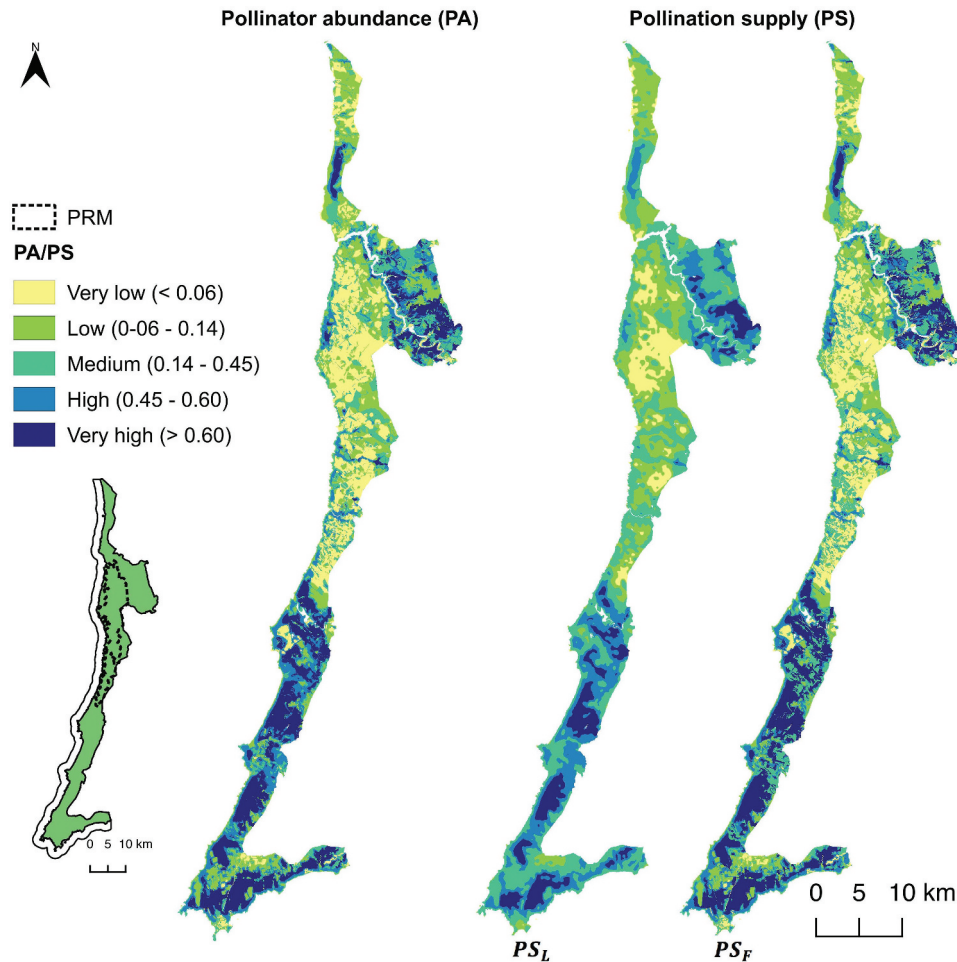 Pollinator abundance (PA)
Pollination supply (PS)
N
PRM
PA/PS
Very low (< 0.06)
Low (0-06 - 0.14)
Medium (0.14 - 0.45)
High (0.45 - 0.60)
Very high (> 0.60)
0 5 10 km
0 5 10 km
PS_L
PS_F